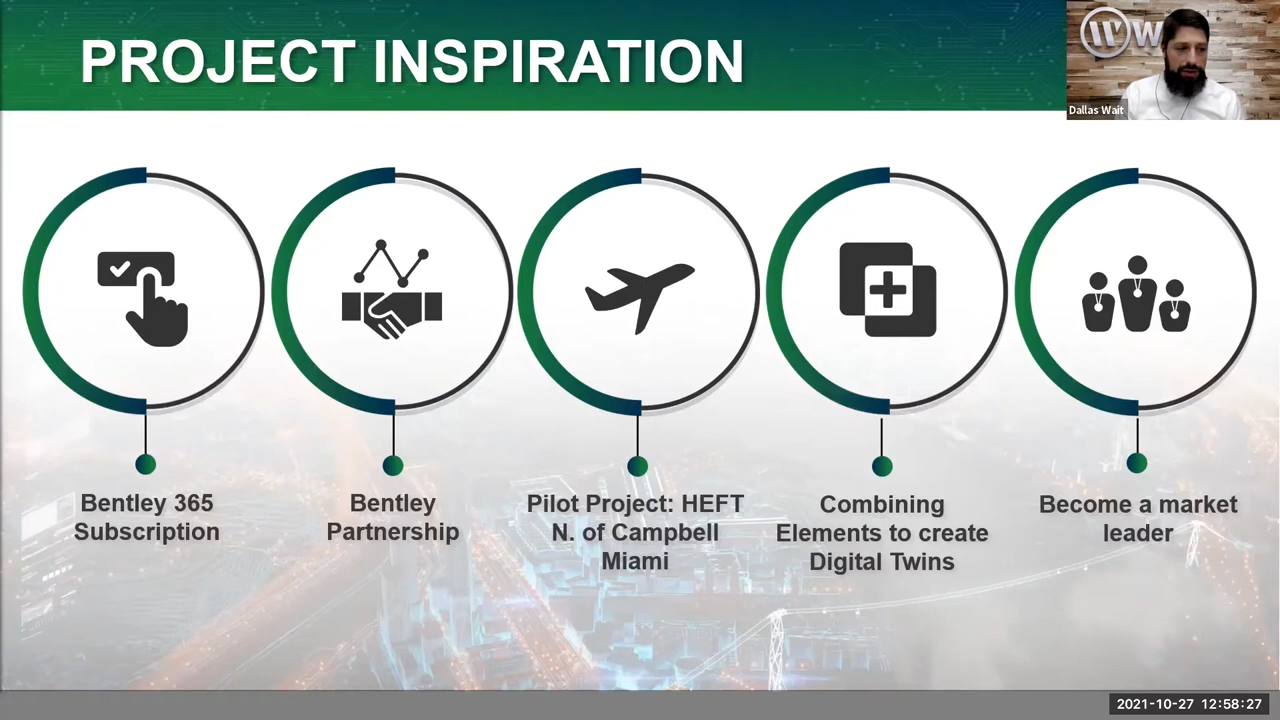 PROJECT INSPIRATION
W
Dallas Wait
Bentley 365
Subscription
Bentley
Partnership
Pilot Project: HEFT
N. of Campbell
Miami
Combining
Elements to create
Digital Twins
Become a market
leader
2021-10-27 12:58:27